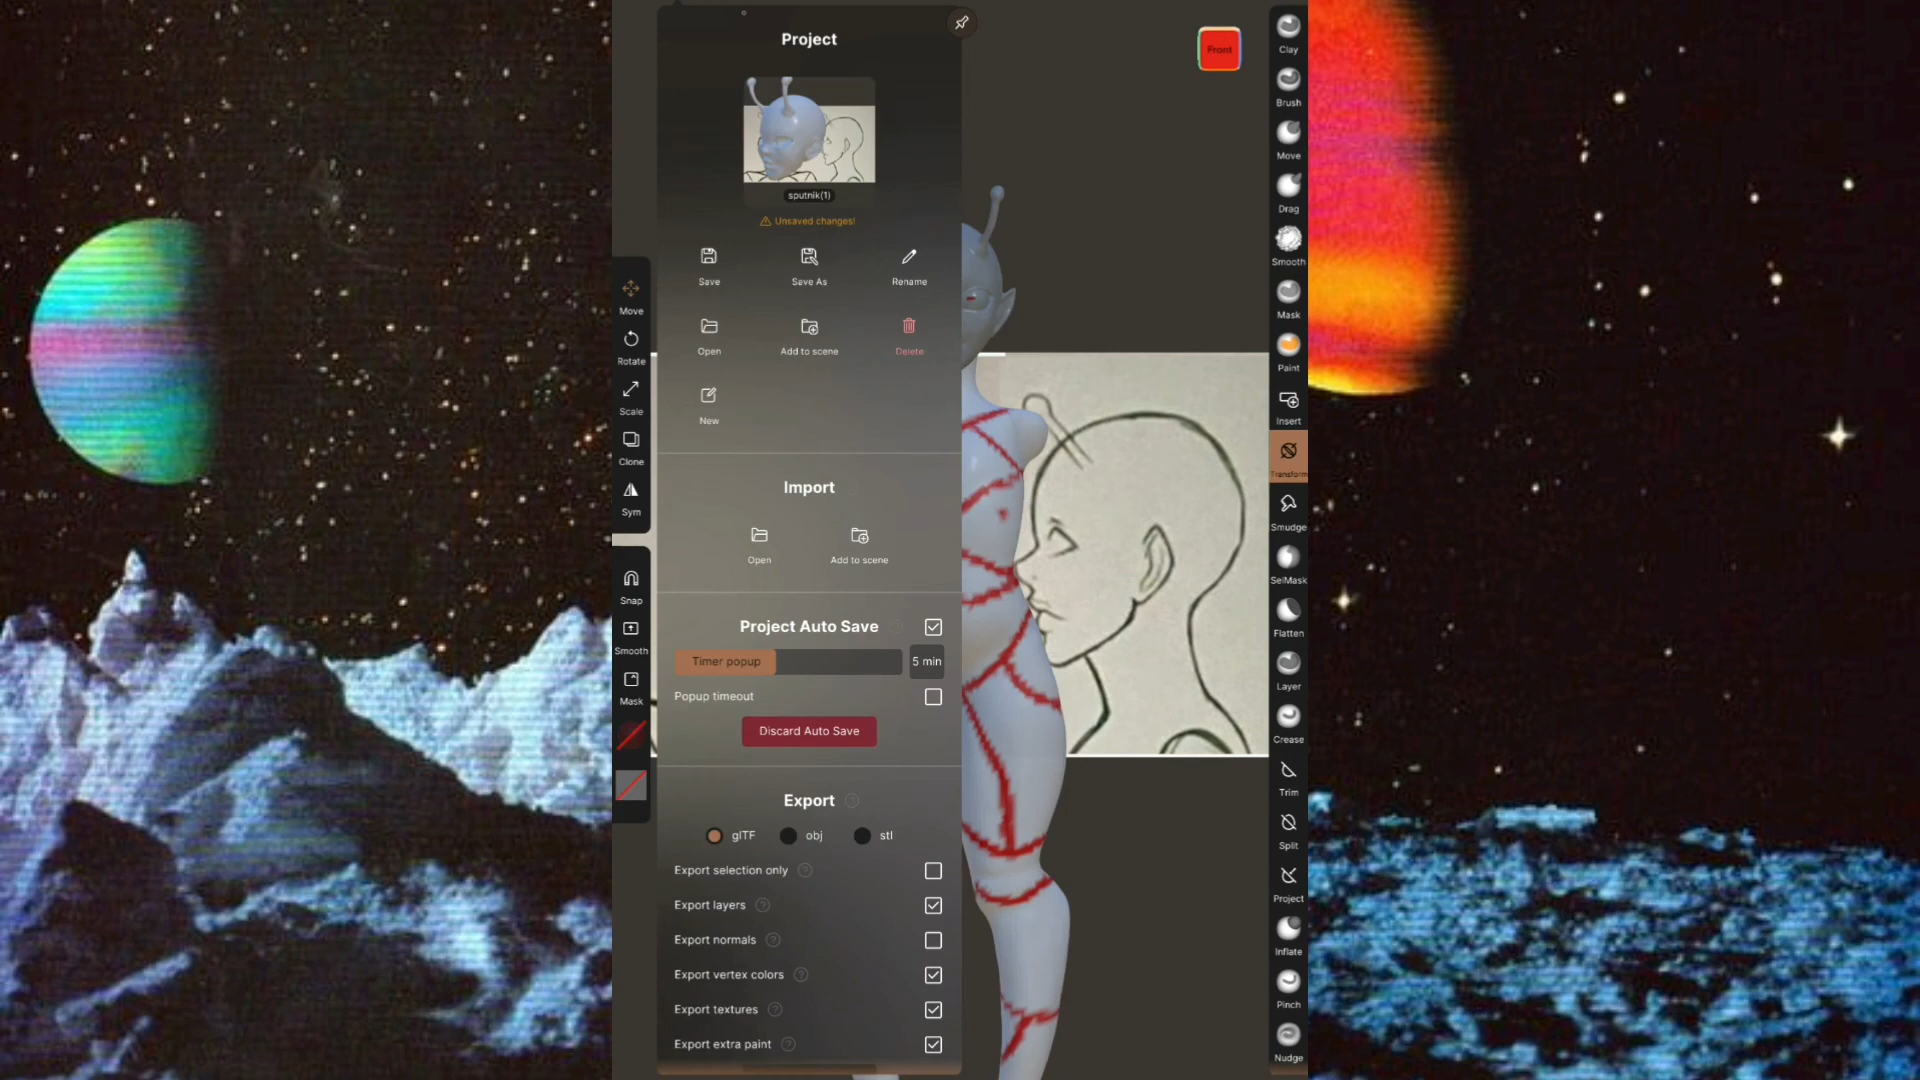 Project
sputnik(1)
Unsaved changes!
Save
Save As
Rename
Open
Add to scene
Delete
New
Import
Open
Add to scene
Project Auto Save
Timer popup
5 min
Popup timeout
Discard Auto Save
Export
glTF
obj
stl
Export selection only
Export layers
Export normals
Export vertex colors
Export textures
Export extra paint
Move
Rotate
Scale
Clone
Sym
Snap
Smooth
Mask
Front
Clay
Brush
Move
Drag
Smooth
Mask
Paint
Insert
Transform
Smudge
SelMask
Flatten
Layer
Crease
Trim
Split
Project
Inflate
Pinch
Nudge